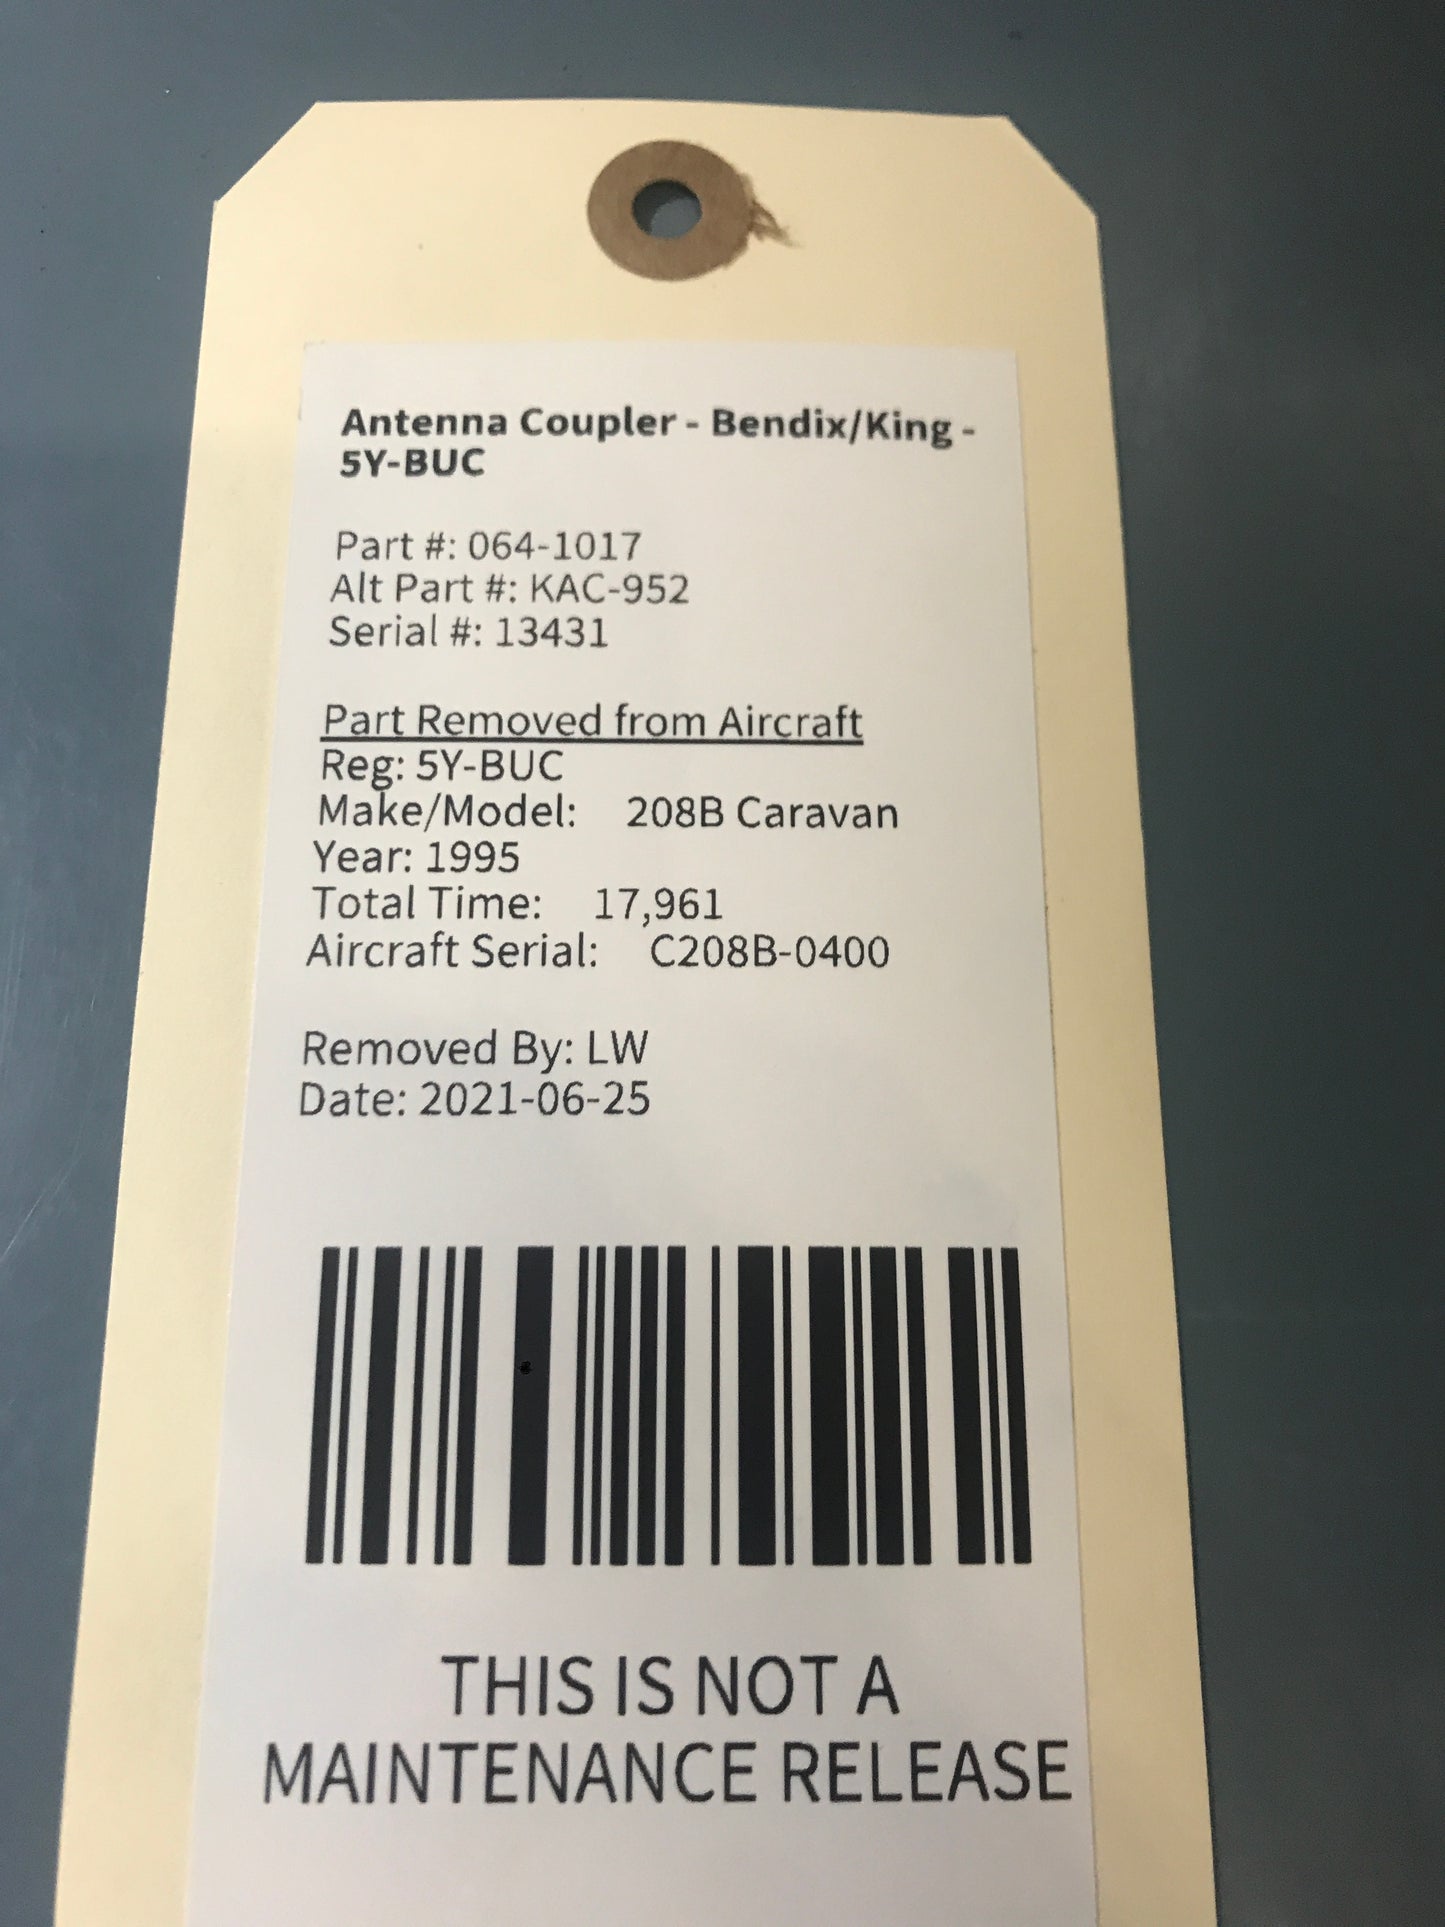 Antenna Coupler - Bendix/King -
5Y-BUC
Part #: 064-1017
Alt Part #: KAC-952
Serial #: 13431
Part Removed from Aircraft
Reg: 5Y-BUC
Make/Model: 208B Caravan
Year: 1995
Total Time: 17,961
Aircraft Serial: C208B-0400
Removed By: LW
Date: 2021-06-25
THIS IS NOT A
MAINTENANCE RELEASE